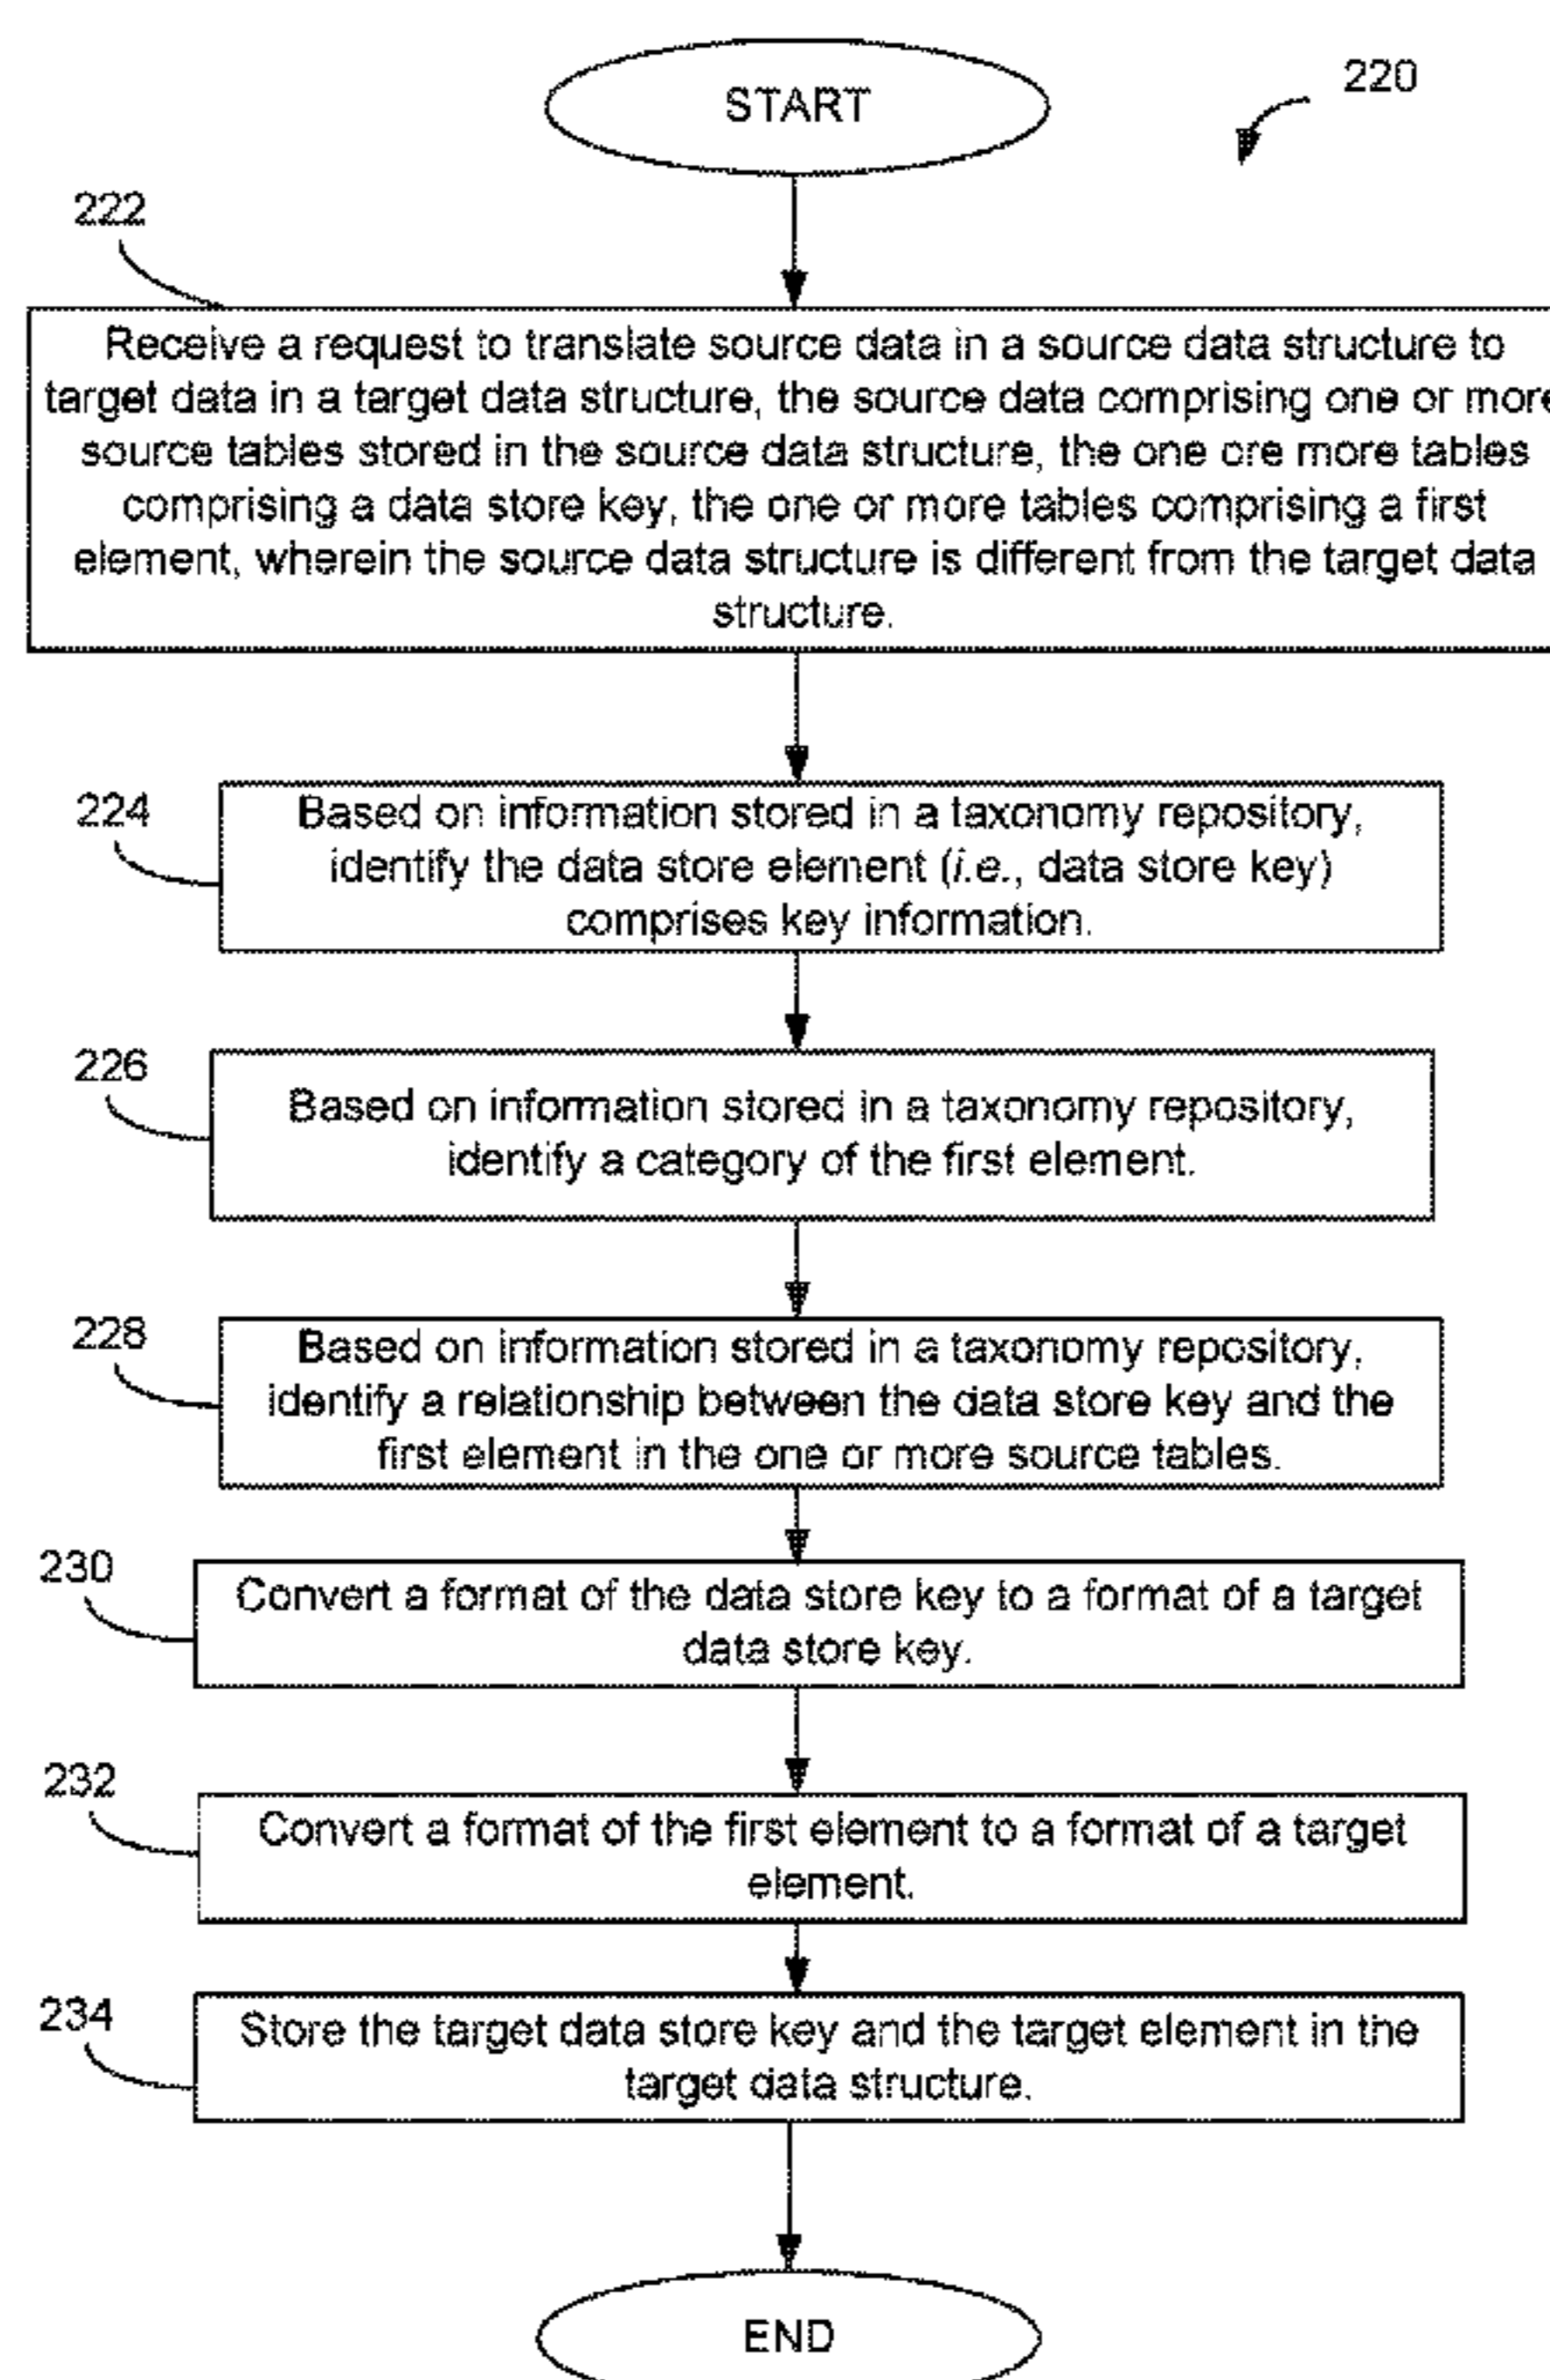 START
220
222
Receive a request to translate source data in a source data structure to
target data in a target data structure, the source data comprising one or more
source tables stored in the source data structure, the one ore more tables
comprising a data store key, the one or more tables comprising a first
element, wherein the source data structure is different from the target data
structure.
224
Based on information stored in a taxonomy repository,
identify the data store element (i.e., data store key)
comprises key information.
226
Based on information stored in a taxonomy repository,
identify a category of the first element.
228
Based on information stored in a taxonomy repository,
identify a relationship between the data store key and the
first element in the one or more source tables.
230
Convert a format of the data store key to a format of a target
data store key.
232
Convert a format of the first element to a format of a target
element.
234
Store the target data store key and the target element in the
target data structure.
END